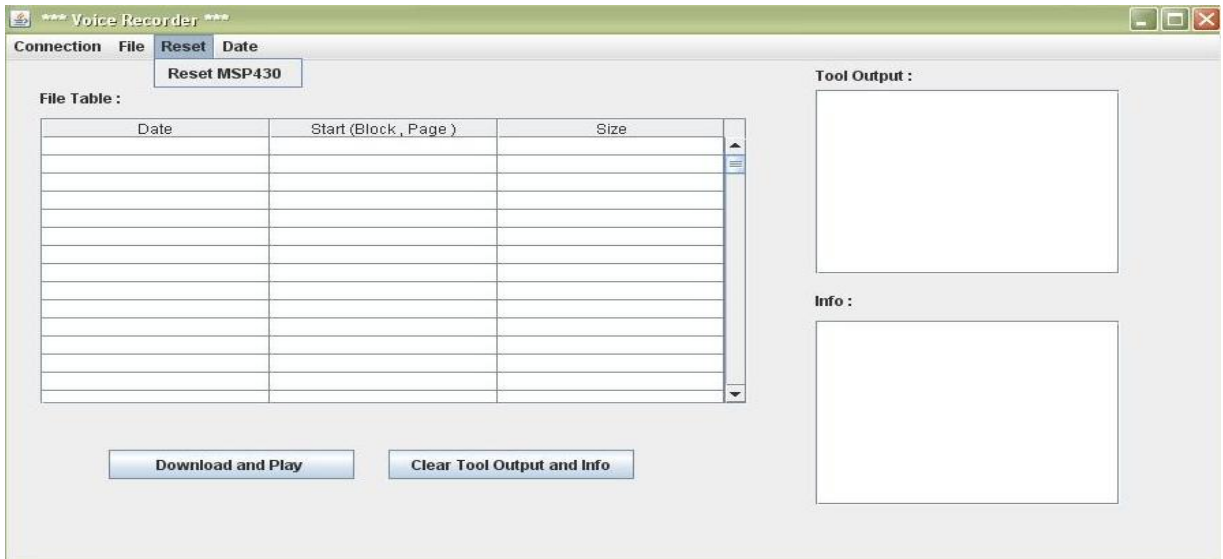 *** Voice Recorder ***
Connection File Reset Date
Reset MSP430
File Table :
Date Start (Block , Page ) Size
Download and Play Clear Tool Output and Info
Tool Output :
Info :